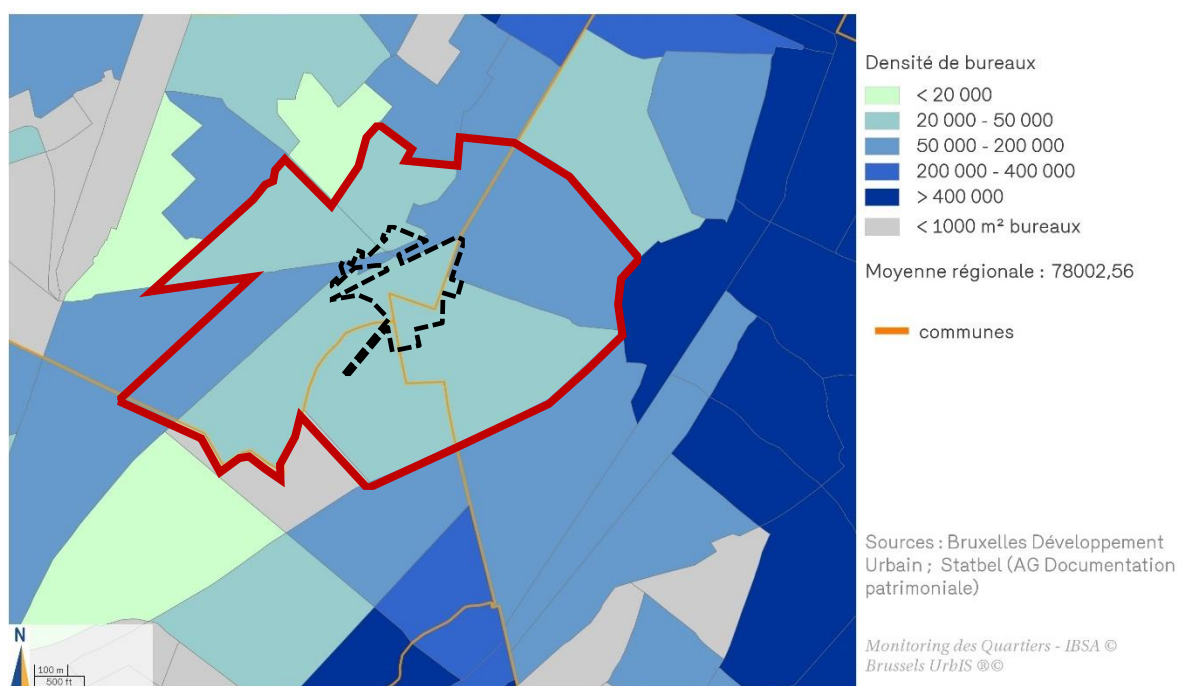 Densité de bureaux
< 20 000
20 000 - 50 000
50 000 - 200 000
200 000 - 400 000
> 400 000
< 1000 m² bureaux
Moyenne régionale : 78002,56
communes
Sources : Bruxelles Développement
Urbain ; Statbel (AG Documentation
patrimoniale)
Monitoring des Quartiers - IBSA ©
Brussels UrbIS ®©
N
100 m
500 ft